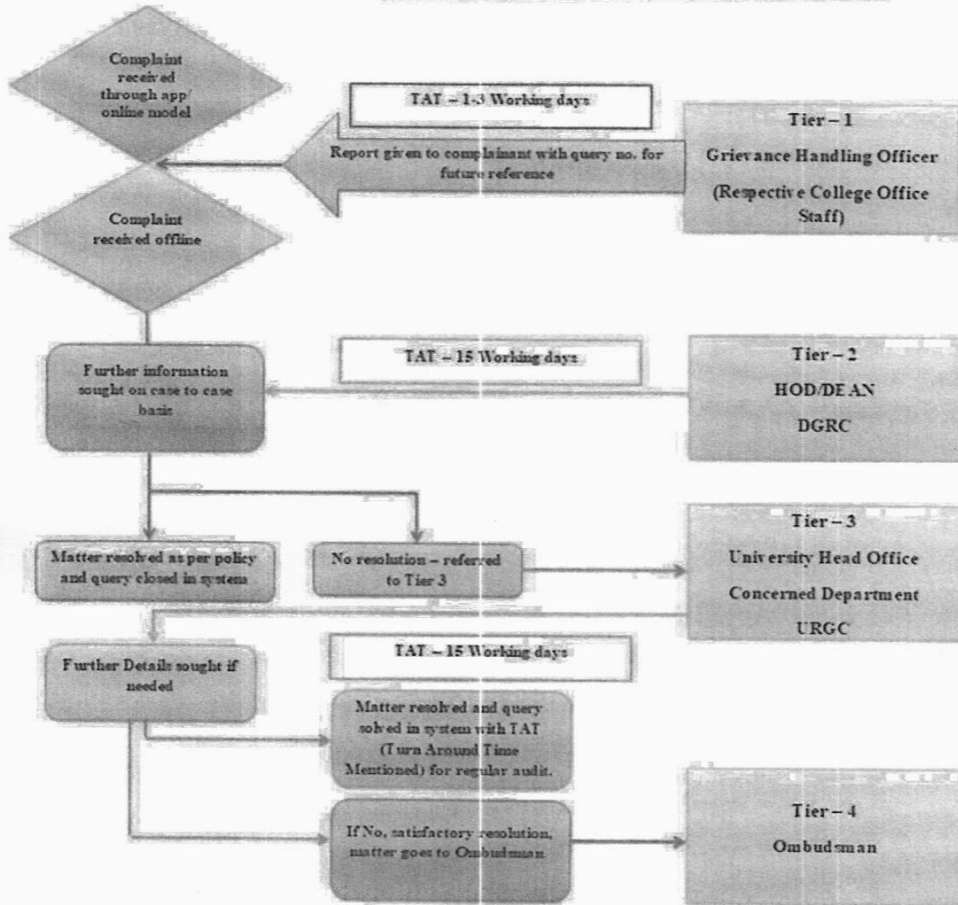 Complaint
received
through app/
online model
TAT – 1-3 Working days
Report given to complainant with query no. for
future reference
Tier – 1
Grievance Handling Officer
(Respective College Office
Staff)
Complaint
received offline
TAT – 15 Working days
Further information
sought on case to case
basis
Tier – 2
HOD/DEAN
DGRC
Matter resolved as per policy
and query closed in system
No resolution – referred
to Tier 3
Tier – 3
University Head Office
Concerned Department
URGC
Further Details sought if
needed
TAT – 15 Working days
Matter resolved and query
solved in system with TAT
(Turn Around Time
Mentioned) for regular audit.
If No, satisfactory resolution,
matter goes to Ombudsman
Tier – 4
Ombudsman